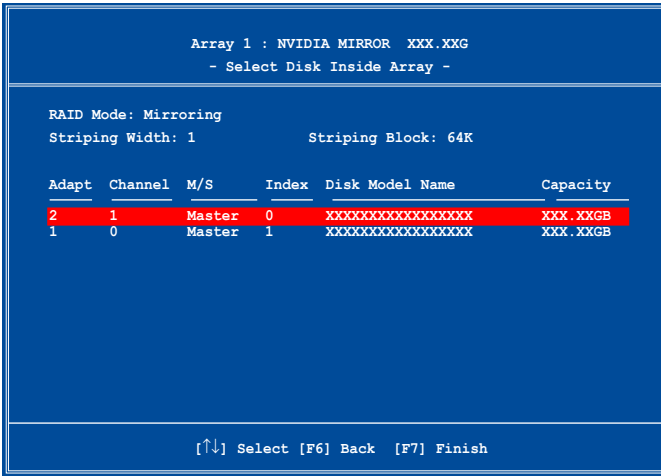 Array 1 : NVIDIA MIRROR XXX.XXG
- Select Disk Inside Array -
RAID Mode: Mirroring
Striping Width: 1 Striping Block: 64K
Adapt Channel M/S Index Disk Model Name Capacity
2 1 Master 0 XXXXXXXXXXXXXXXXX XXX.XXGB
1 0 Master 1 XXXXXXXXXXXXXXXXX XXX.XXGB
[↑↓] Select [F6] Back [F7] Finish